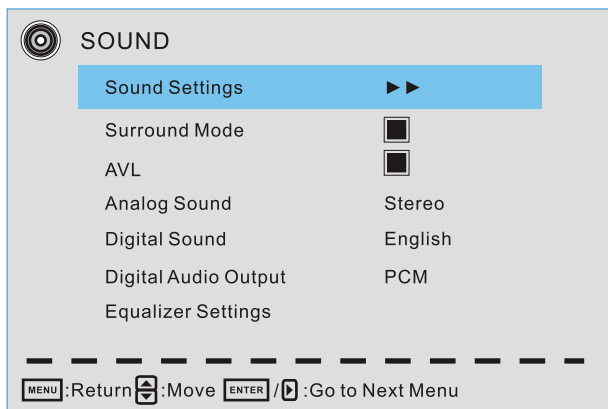 SOUND
Sound Settings ►►
Surround Mode
AVL
Analog Sound Stereo
Digital Sound English
Digital Audio Output PCM
Equalizer Settings
MENU:Return :Move ENTER / :Go to Next Menu